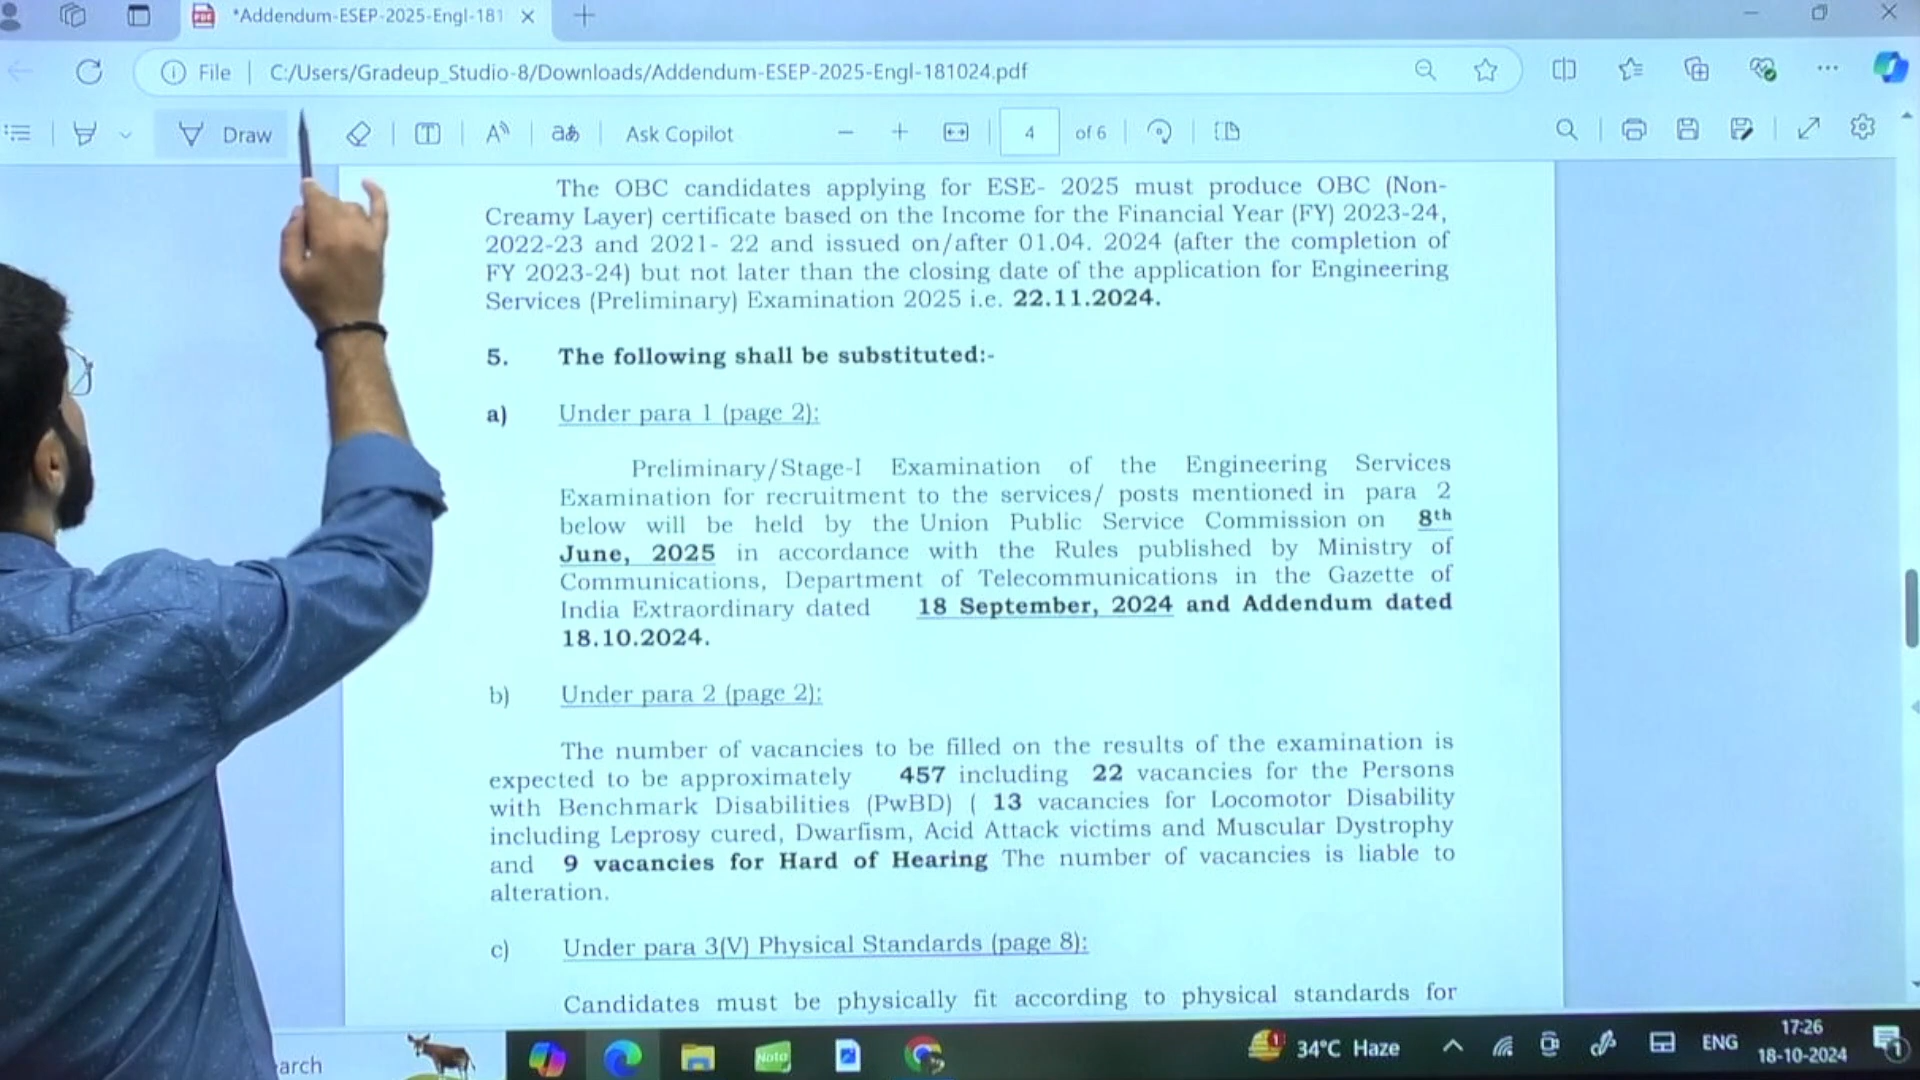 *Addendum-ESEP-2025-Engl-181
File
C:/Users/Gradeup_Studio-8/Downloads/Addendum-ESEP-2025-Engl-181024.pdf
Draw
Ask Copilot
4 of 6
The OBC candidates applying for ESE- 2025 must produce OBC (Non-
Creamy Layer) certificate based on the Income for the Financial Year (FY) 2023-24,
2022-23 and 2021- 22 and issued on/after 01.04. 2024 (after the completion of
FY 2023-24) but not later than the closing date of the application for Engineering
Services (Preliminary) Examination 2025 i.e. 22.11.2024.
5. The following shall be substituted:-
a) Under para 1 (page 2):
Preliminary/Stage-I Examination of the Engineering Services
Examination for recruitment to the services/ posts mentioned in para 2
below will be held by the Union Public Service Commission on 8th
June, 2025 in accordance with the Rules published by Ministry of
Communications, Department of Telecommunications in the Gazette of
India Extraordinary dated 18 September, 2024 and Addendum dated
18.10.2024.
b) Under para 2 (page 2):
The number of vacancies to be filled on the results of the examination is
expected to be approximately 457 including 22 vacancies for the Persons
with Benchmark Disabilities (PwBD) ( 13 vacancies for Locomotor Disability
including Leprosy cured, Dwarfism, Acid Attack victims and Muscular Dystrophy
and 9 vacancies for Hard of Hearing The number of vacancies is liable to
alteration.
c) Under para 3(V) Physical Standards (page 8):
Candidates must be physically fit according to physical standards for
arch
Note
34°C Haze
ENG
17:26
18-10-2024